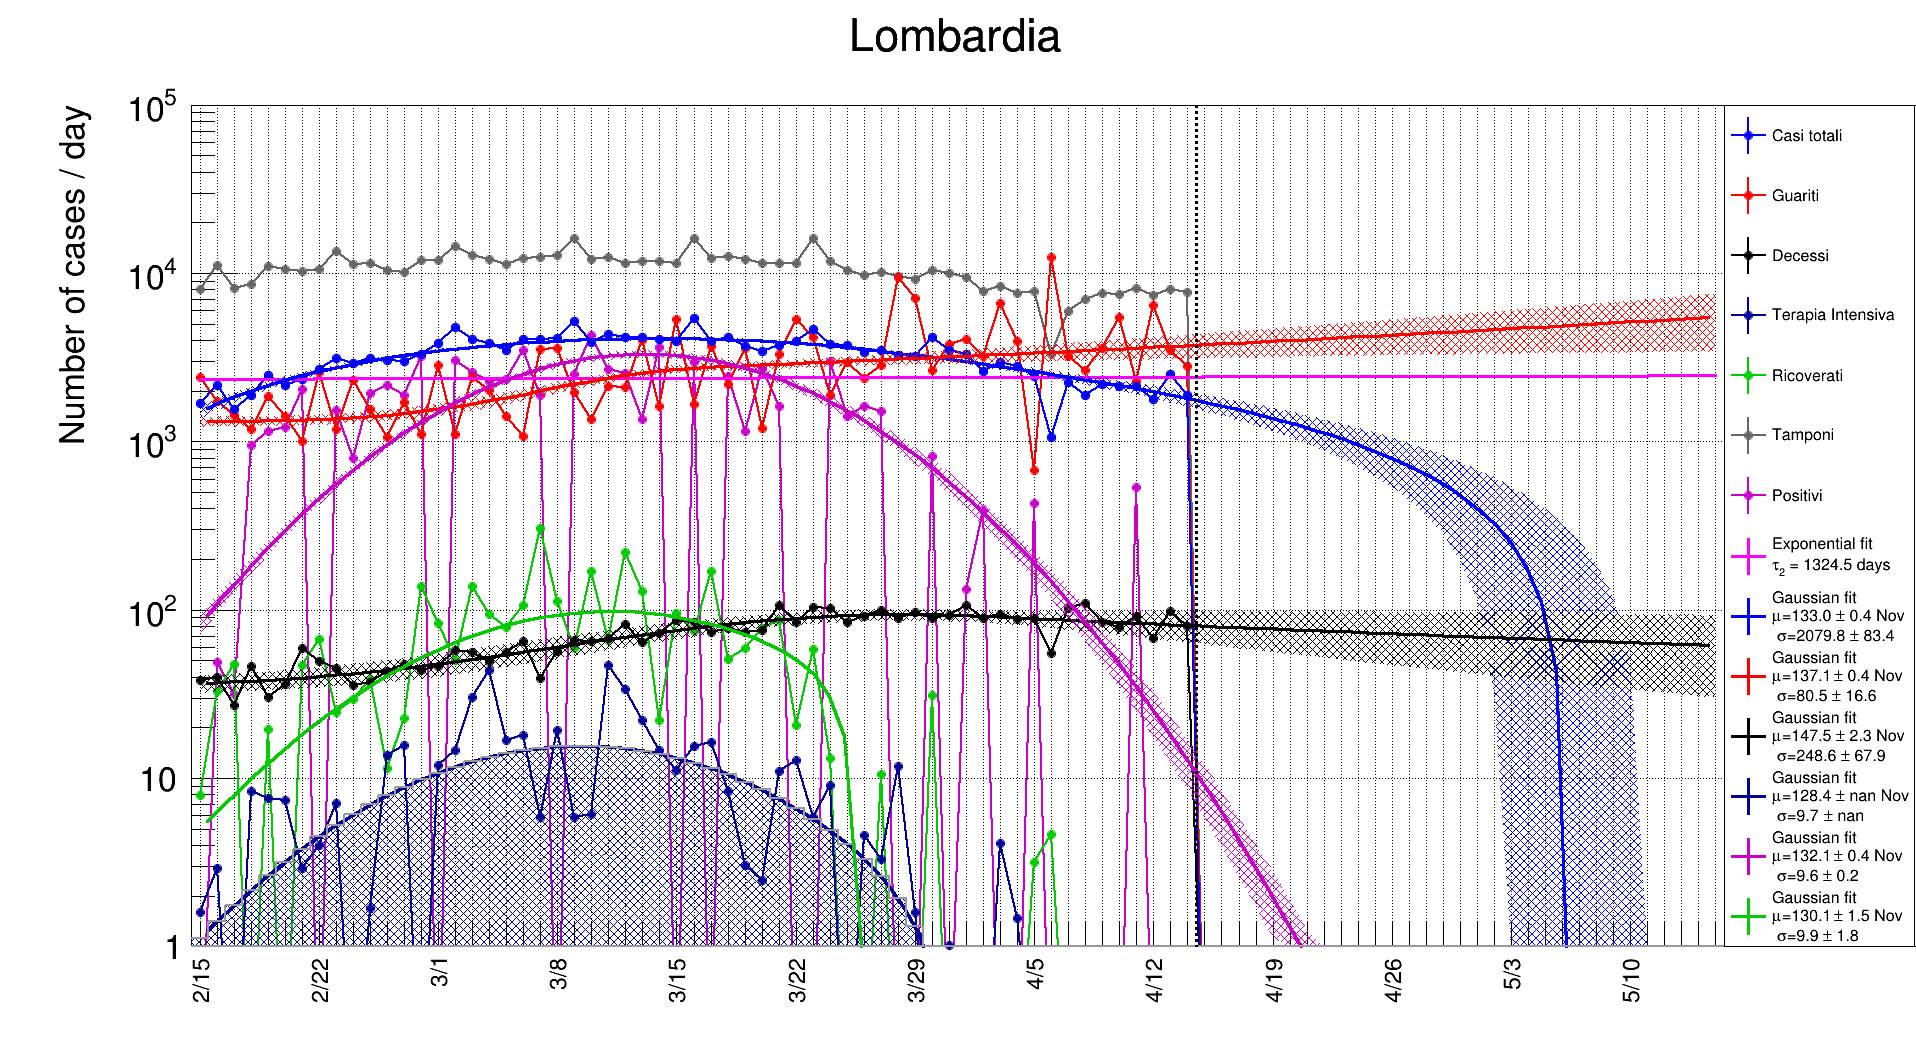 Lombardia
Number of cases / day
10^5
10^4
10^3
10^2
10
1
2/15
2/22
3/1
3/8
3/15
3/22
3/29
4/5
4/12
4/19
4/26
5/3
5/10
Casi totali
Guariti
Decessi
Terapia Intensiva
Ricoverati
Tamponi
Positivi
Exponential fit
τ₂ = 1324.5 days
Gaussian fit
μ=133.0 ± 0.4 Nov
σ=2079.8 ± 83.4
Gaussian fit
μ=137.1 ± 0.4 Nov
σ=80.5 ± 16.6
Gaussian fit
μ=147.5 ± 2.3 Nov
σ=248.6 ± 67.9
Gaussian fit
μ=128.4 ± nan Nov
σ=9.7 ± nan
Gaussian fit
μ=132.1 ± 0.4 Nov
σ=9.6 ± 0.2
Gaussian fit
μ=130.1 ± 1.5 Nov
σ=9.9 ± 1.8